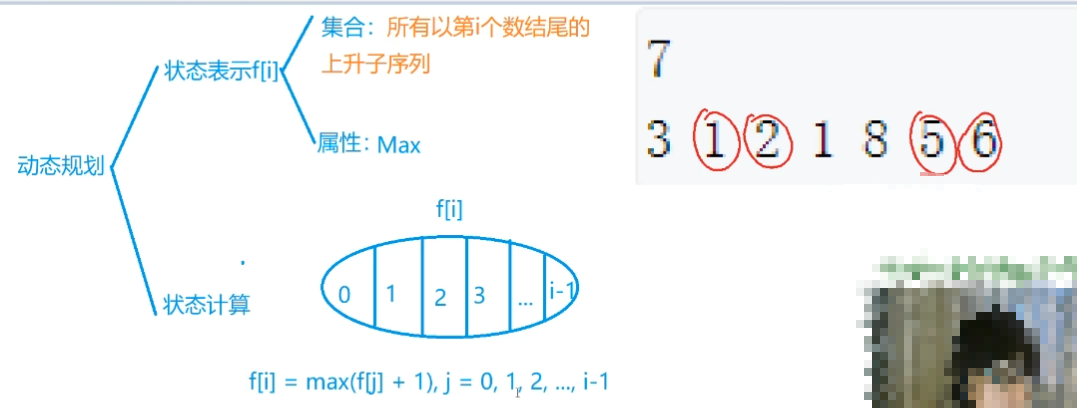 动态规划
状态表示f[i]
集合：所有以第i个数结尾的
上升子序列
属性：Max
状态计算
f[i]
0 1 2 3 ... i-1
f[i] = max(f[j] + 1), j = 0, 1, 2, ..., i-1
7
3 1 2 1 8 5 6